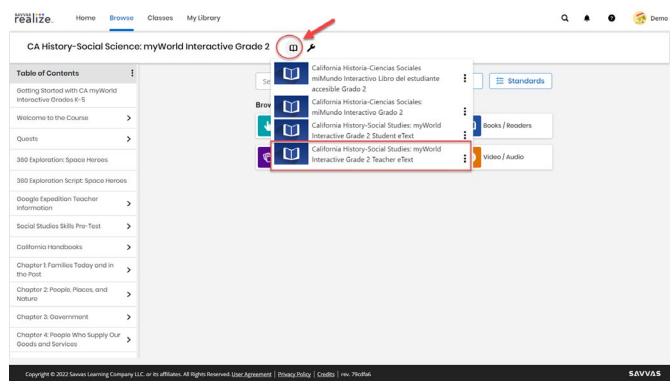 SAVVAS
realize.
Home
Browse
Classes
My Library
Demo
CA History-Social Science: myWorld Interactive Grade 2
Table of Contents
Getting Started with CA myWorld
Interactive Grades K-5
Welcome to the Course
Quests
360 Exploration: Space Heroes
360 Exploration Script: Space Heroes
Google Expedition Teacher
Information
Social Studies Skills Pre-Test
California Handbooks
Chapter 1: Families Today and in
the Past
Chapter 2: People, Places, and
Nature
Chapter 3: Government
Chapter 4: People Who Supply Our
Goods and Services
Se
Brow
California Historia-Ciencias Sociales
miMundo Interactivo Libro del estudiante
accesible Grado 2
California Historia-Ciencias Sociales:
miMundo Interactivo Grado 2
California History-Social Studies: myWorld
Interactive Grade 2 Student eText
California History-Social Studies: myWorld
Interactive Grade 2 Teacher eText
Standards
Books / Readers
Video / Audio
Copyright © 2022 Savvas Learning Company LLC. or its affiliates. All Rights Reserved. User Agreement | Privacy Policy | Credits | rev. 79cdfa6
SAVVAS